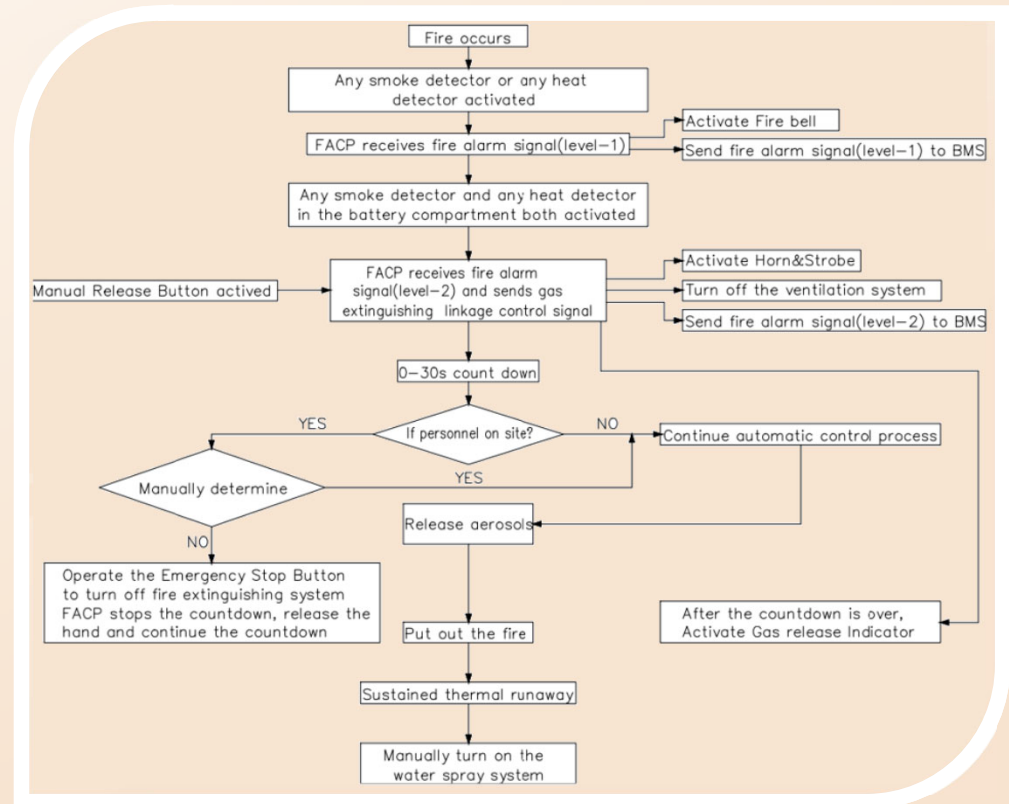 Fire occurs
Any smoke detector or any heat
detector activated
Activate Fire bell
FACP receives fire alarm signal(level-1)
Send fire alarm signal(level-1) to BMS
Any smoke detector and any heat detector
in the battery compartment both activated
Activate Horn&Strobe
FACP receives fire alarm
signal(level-2) and sends gas
extinguishing linkage control signal
Manual Release Button actived
Turn off the ventilation system
Send fire alarm signal(level-2) to BMS
0-30s count down
YES
If personnel on site?
NO
Continue automatic control process
Manually determine
YES
Release aerosols
NO
Operate the Emergency Stop Button
to turn off fire extinguishing system
FACP stops the countdown, release the
hand and continue the countdown
After the countdown is over,
Activate Gas release Indicator
Put out the fire
Sustained thermal runaway
Manually turn on the
water spray system